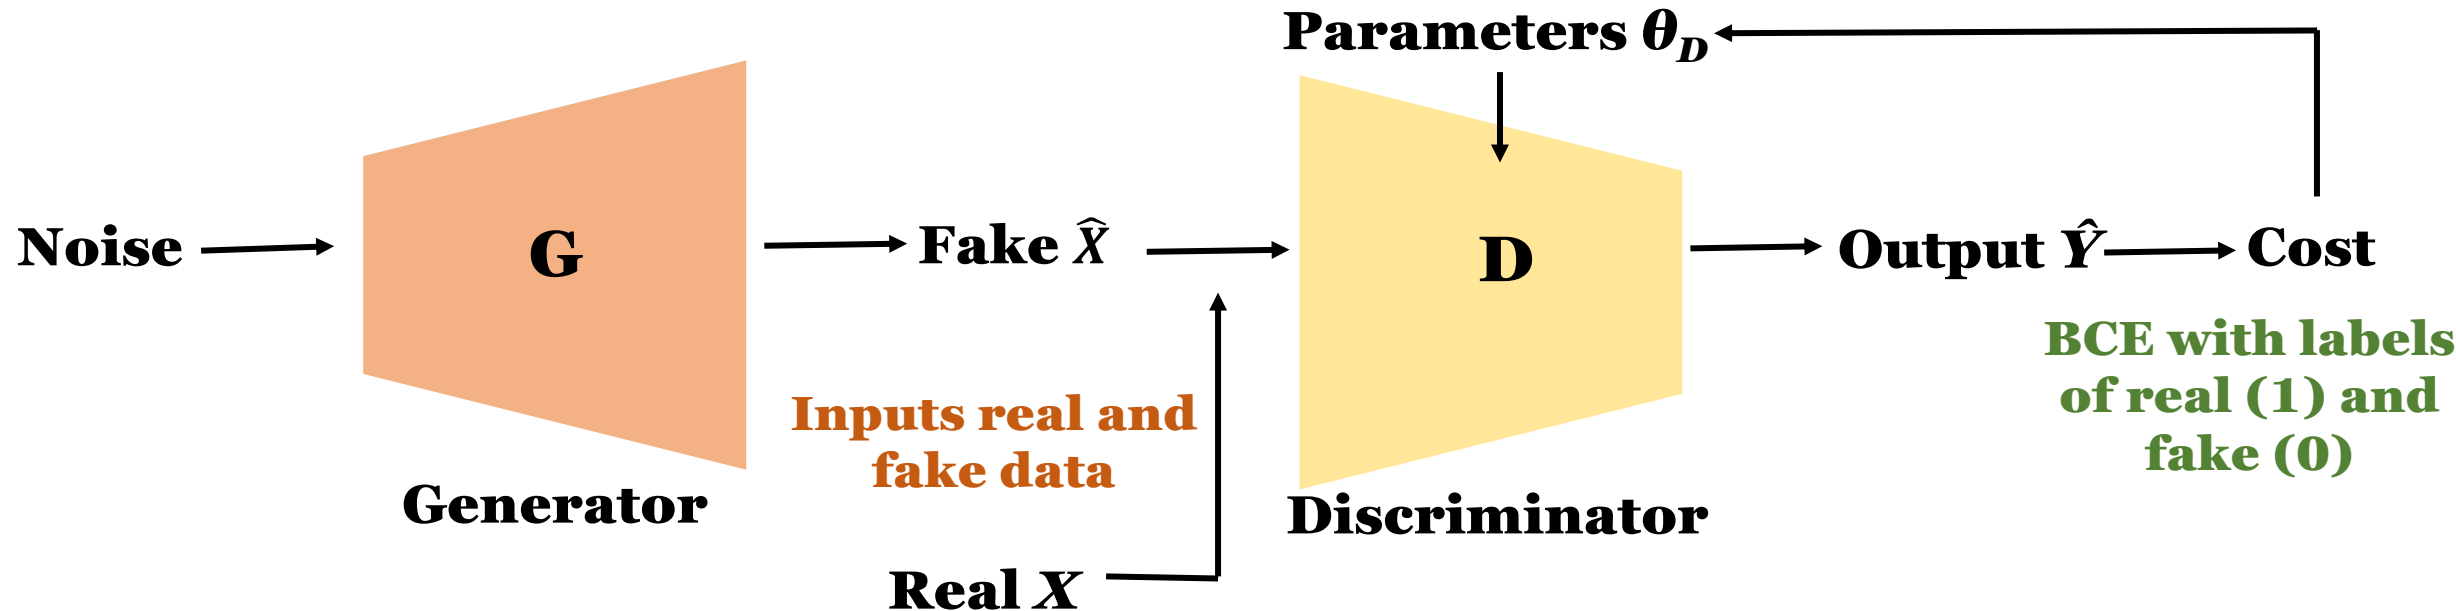 Parameters θ_D
Noise
G
Fake X̂
D
Output Ŷ
Cost
Inputs real and
fake data
BCE with labels
of real (1) and
fake (0)
Generator
Discriminator
Real X